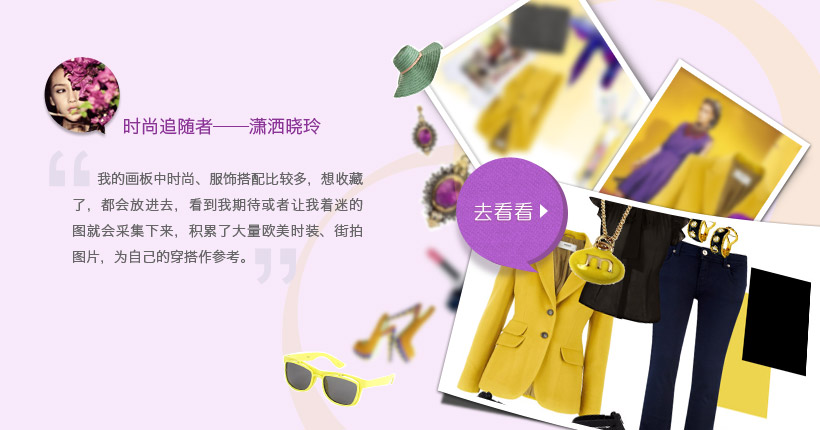 时尚追随者——潇洒晓玲
我的画板中时尚、服饰搭配比较多，想收藏
了，都会放进去，看到我期待或者让我着迷的
图就会采集下来，积累了大量欧美时装、街拍
图片，为自己的穿搭作参考。
去看看
m